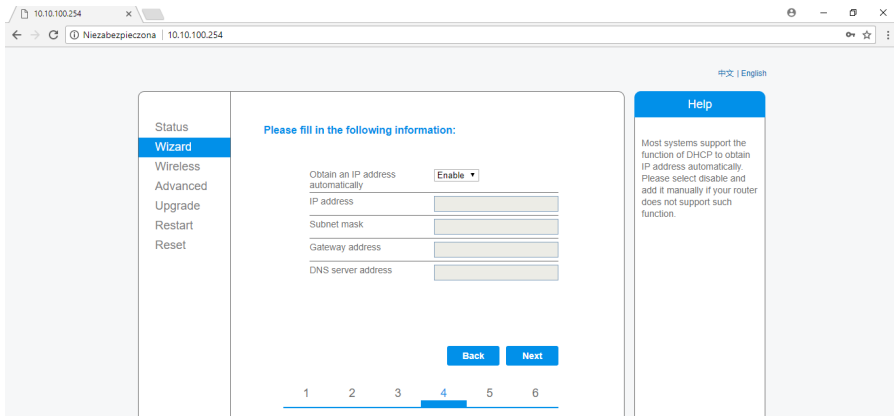 10.10.100.254
Niezabezpieczona | 10.10.100.254
中文 | English
Status
Wizard
Wireless
Advanced
Upgrade
Restart
Reset
Please fill in the following information:
Obtain an IP address
automatically
Enable
IP address
Subnet mask
Gateway address
DNS server address
Back Next
1 2 3 4 5 6
Help
Most systems support the
function of DHCP to obtain
IP address automatically.
Please select disable and
add it manually if your router
does not support such
function.